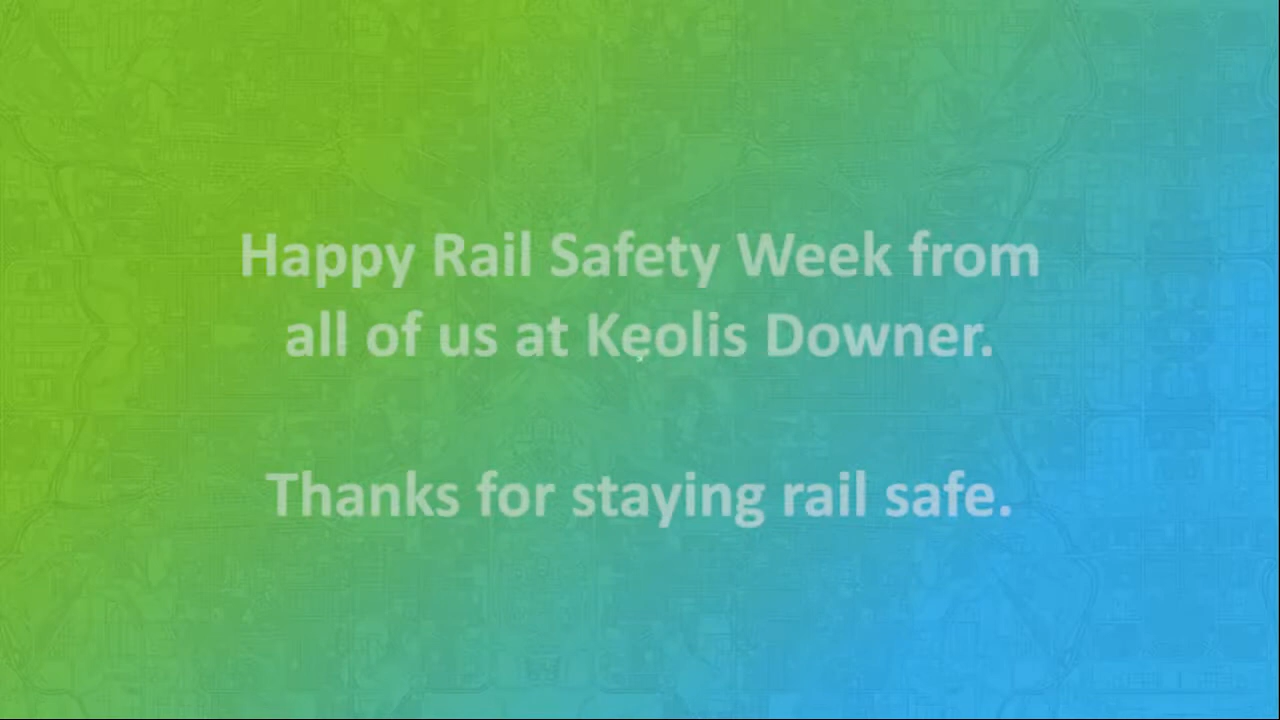 Happy Rail Safety Week from
all of us at Keolis Downer.
Thanks for staying rail safe.